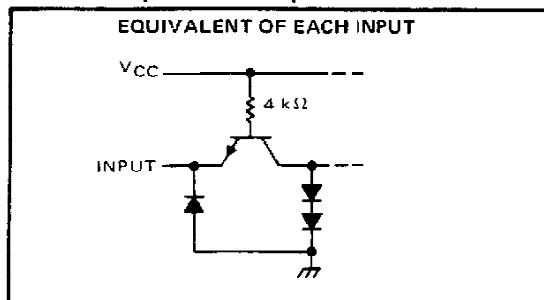 EQUIVALENT OF EACH INPUT
VCC
4 kΩ
INPUT